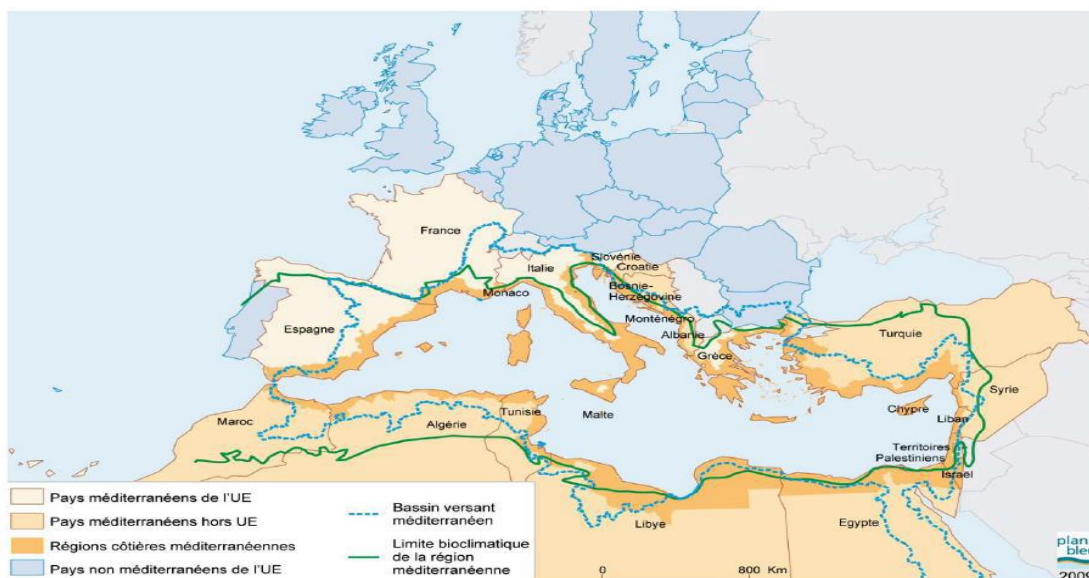 France
Slovénie
Croatie
Italie
Bosnie-
Herzégovine
Monaco
Monténégro
Albanie
Espagne
Grèce
Turquie
Syrie
Chypre
Liban
Malte
Tunisie
Algérie
Maroc
Territoires
Palestiniens
Israël
Libye
Egypte
Pays méditerranéens de l'UE
Pays méditerranéens hors UE
Régions côtières méditerranéennes
Pays non méditerranéens de l'UE
Bassin versant
méditerranéen
Limite bioclimatique
de la région
méditerranéenne
0 800 Km
plan
bleu
2009